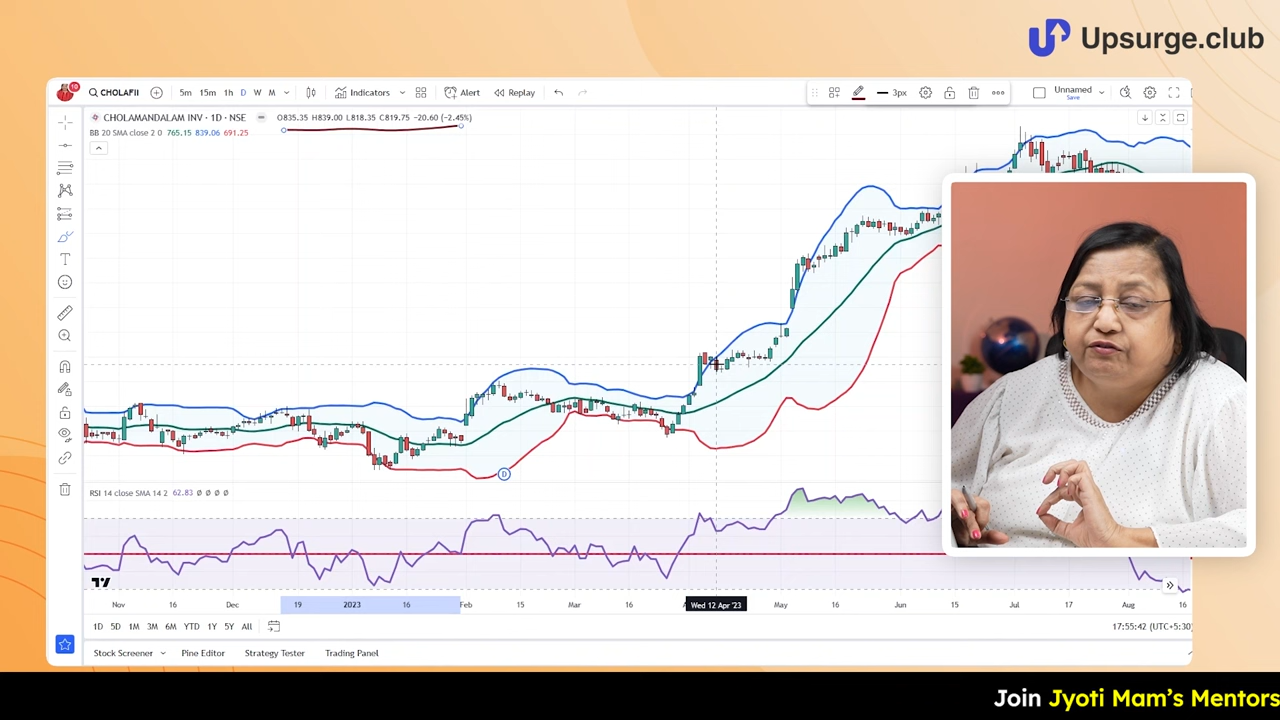 Upsurge.club
10
CHOLAFII 5m 15m 1h D W M Indicators Alert Replay 3px Unnamed
Save
CHOLAMANDALAM INV · 1D · NSE O835.35 H839.00 L818.35 C819.75 −20.60 (−2.45%)
BB 20 SMA close 2 0 765.15 839.06 691.25
D
RSI 14 close SMA 14 2 62.83 Ø Ø Ø Ø
Nov 16 Dec 19 2023 16 Feb 15 Mar 16 Wed 12 Apr '23 May 16 Jun 15 Jul 17 Aug 16
1D 5D 1M 3M 6M YTD 1Y 5Y All 17:55:42 (UTC+5:30)
Stock Screener Pine Editor Strategy Tester Trading Panel
Join Jyoti Mam's Mentors